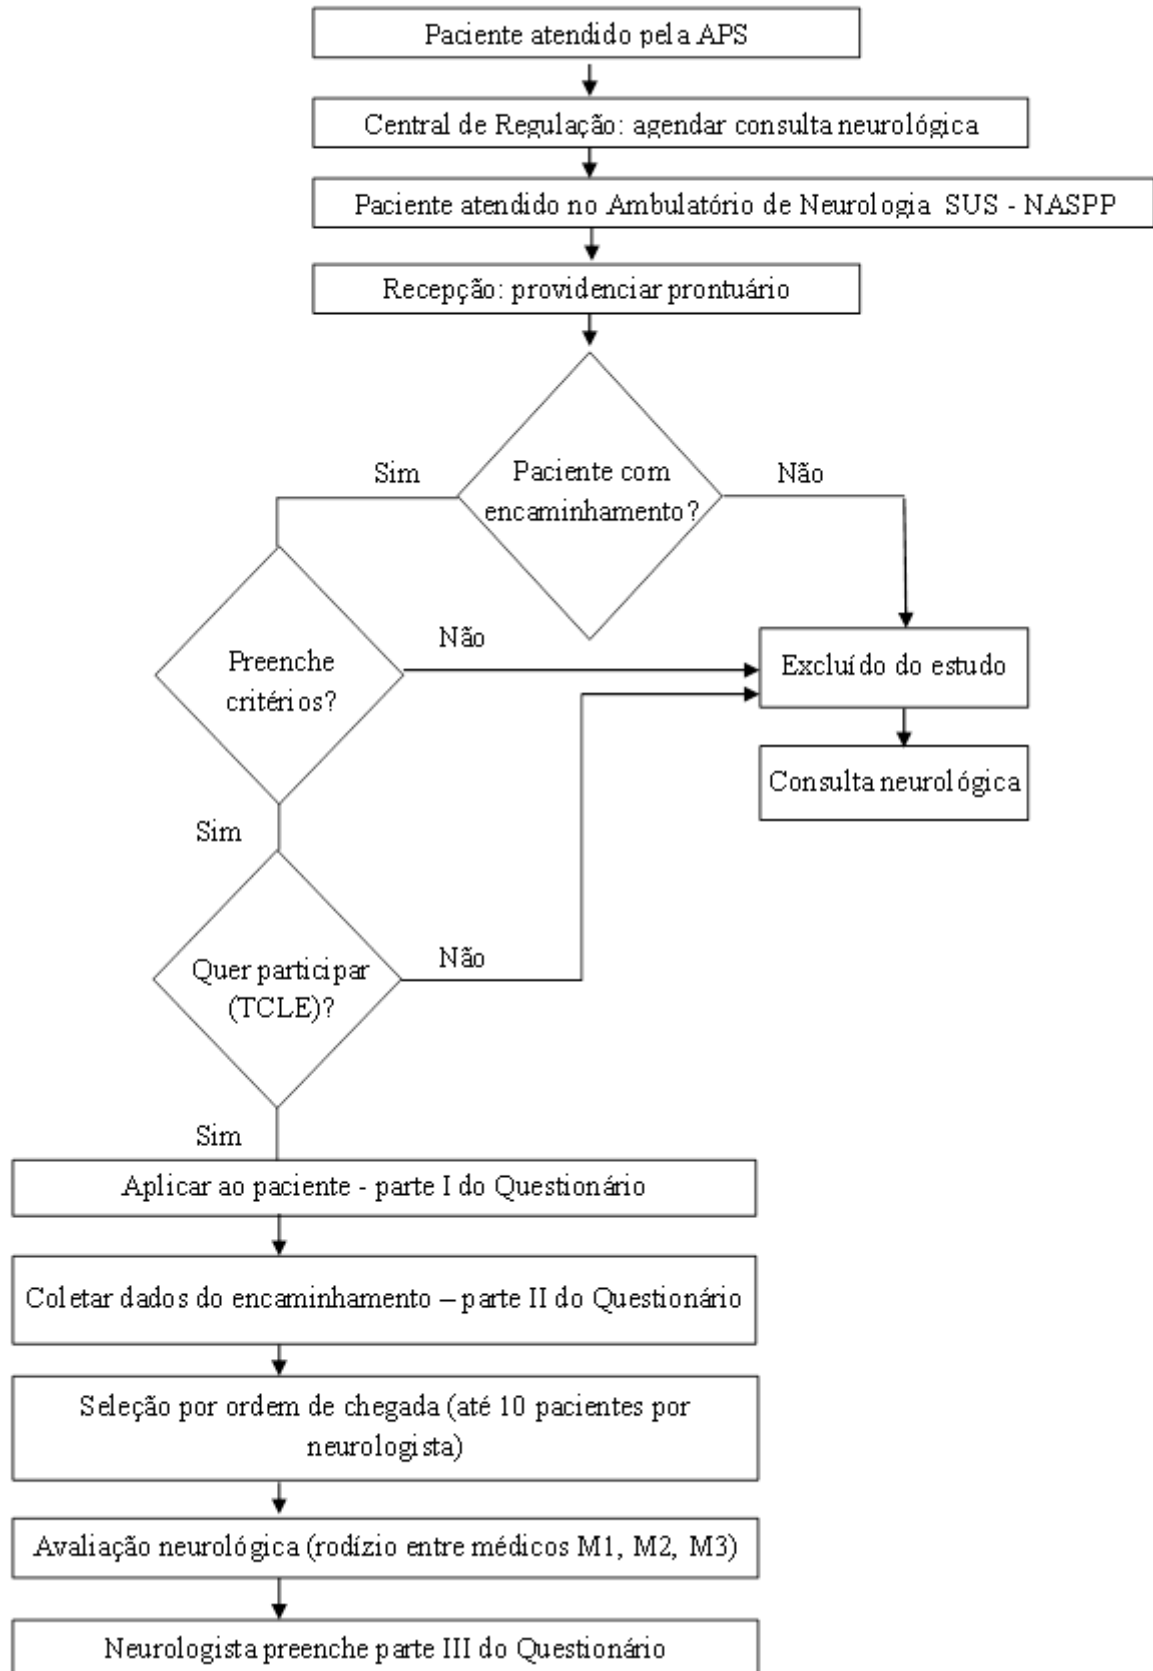 Paciente atendido pela APS
Central de Regulação: agendar consulta neurológica
Paciente atendido no Ambulatório de Neurologia SUS - NASPP
Recepção: providenciar prontuário
Sim
Paciente com
encaminhamento?
Não
Preenche
critérios?
Não
Excluído do estudo
Consulta neurológica
Sim
Quer participar
(TCLE)?
Não
Sim
Aplicar ao paciente - parte I do Questionário
Coletar dados do encaminhamento – parte II do Questionário
Seleção por ordem de chegada (até 10 pacientes por
neurologista)
Avaliação neurológica (rodízio entre médicos M1, M2, M3)
Neurologista preenche parte III do Questionário